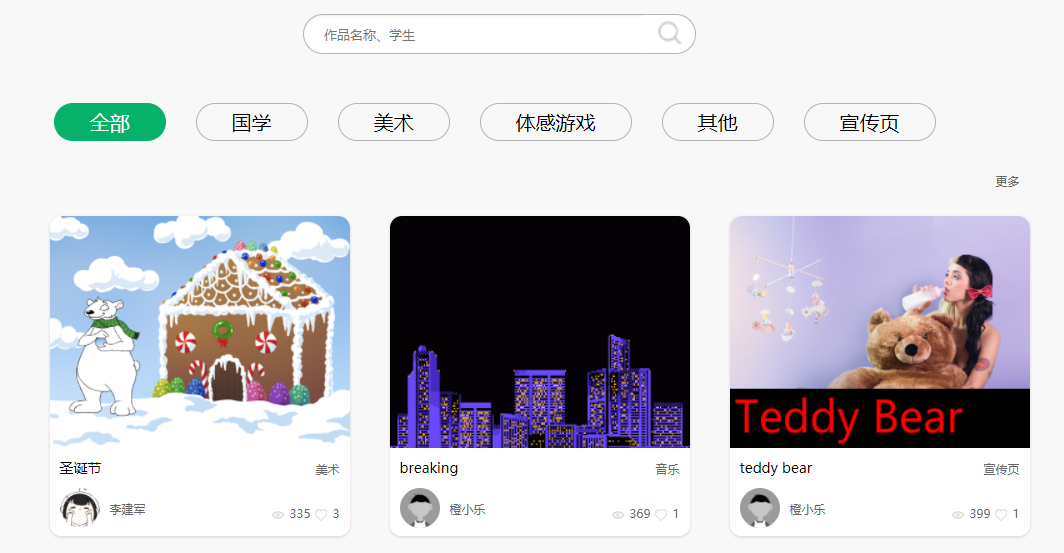 作品名称、学生
全部 国学 美术 体感游戏 其他 宣传页
更多
Teddy Bear
圣诞节 美术
李建军 335 3
breaking 音乐
橙小乐 369 1
teddy bear 宣传页
橙小乐 399 1